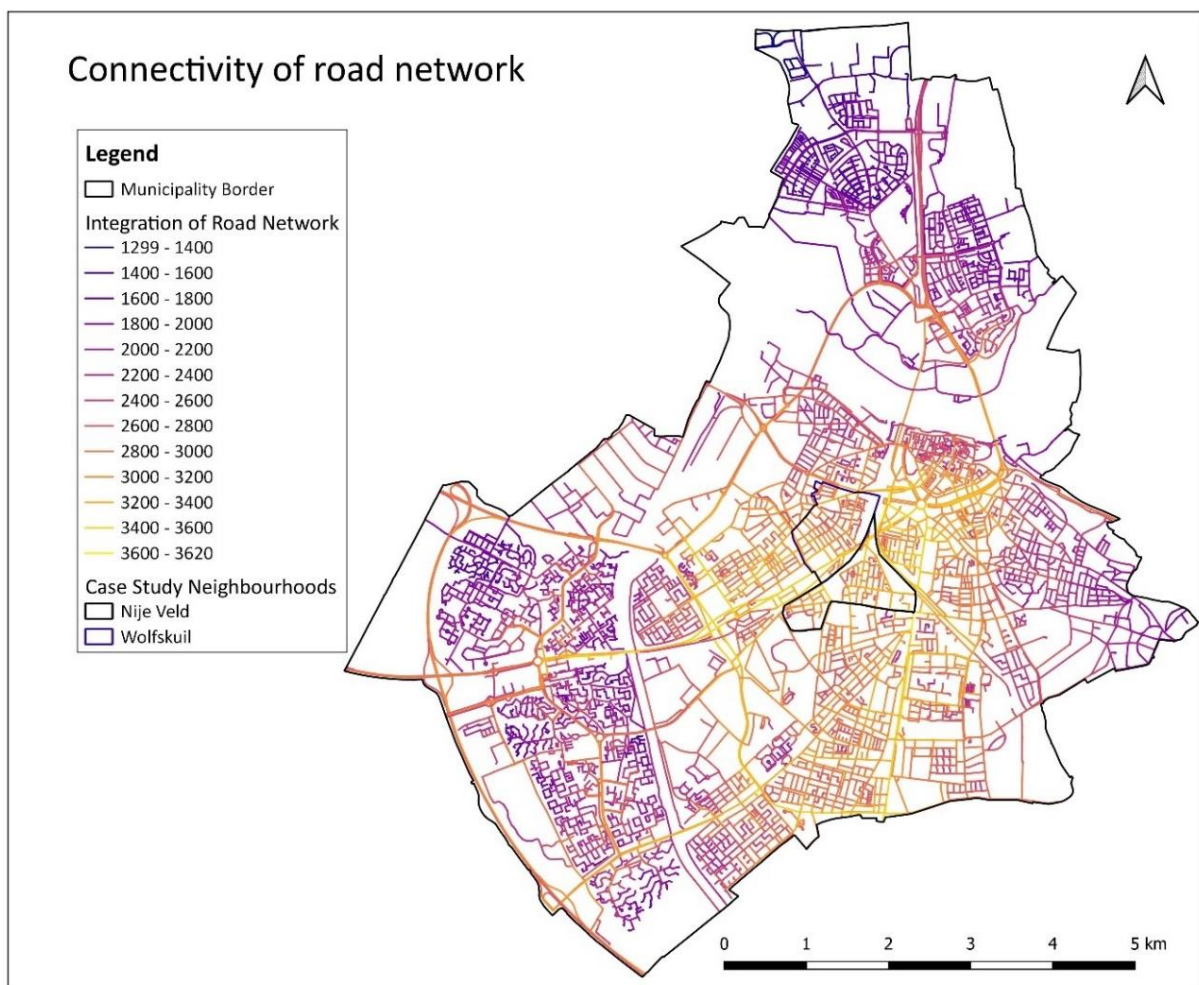 Connectivity of road network
Legend
Municipality Border
Integration of Road Network
1299 - 1400
1400 - 1600
1600 - 1800
1800 - 2000
2000 - 2200
2200 - 2400
2400 - 2600
2600 - 2800
2800 - 3000
3000 - 3200
3200 - 3400
3400 - 3600
3600 - 3620
Case Study Neighbourhoods
Nije Veld
Wolfskuil
0 1 2 3 4 5 km